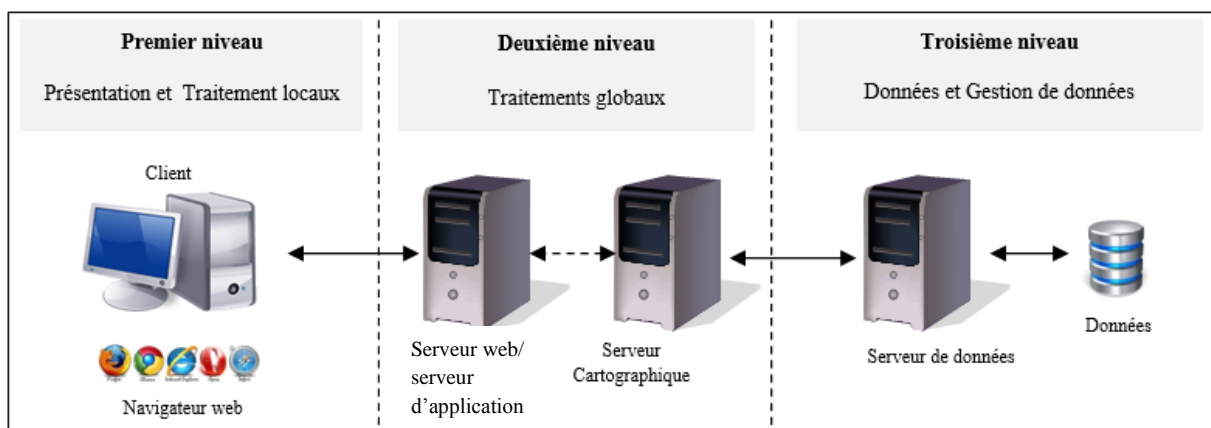 Premier niveau
Présentation et Traitement locaux
Client
Navigateur web
Deuxième niveau
Traitements globaux
Serveur web/
serveur
d’application
Serveur
Cartographique
Troisième niveau
Données et Gestion de données
Serveur de données
Données